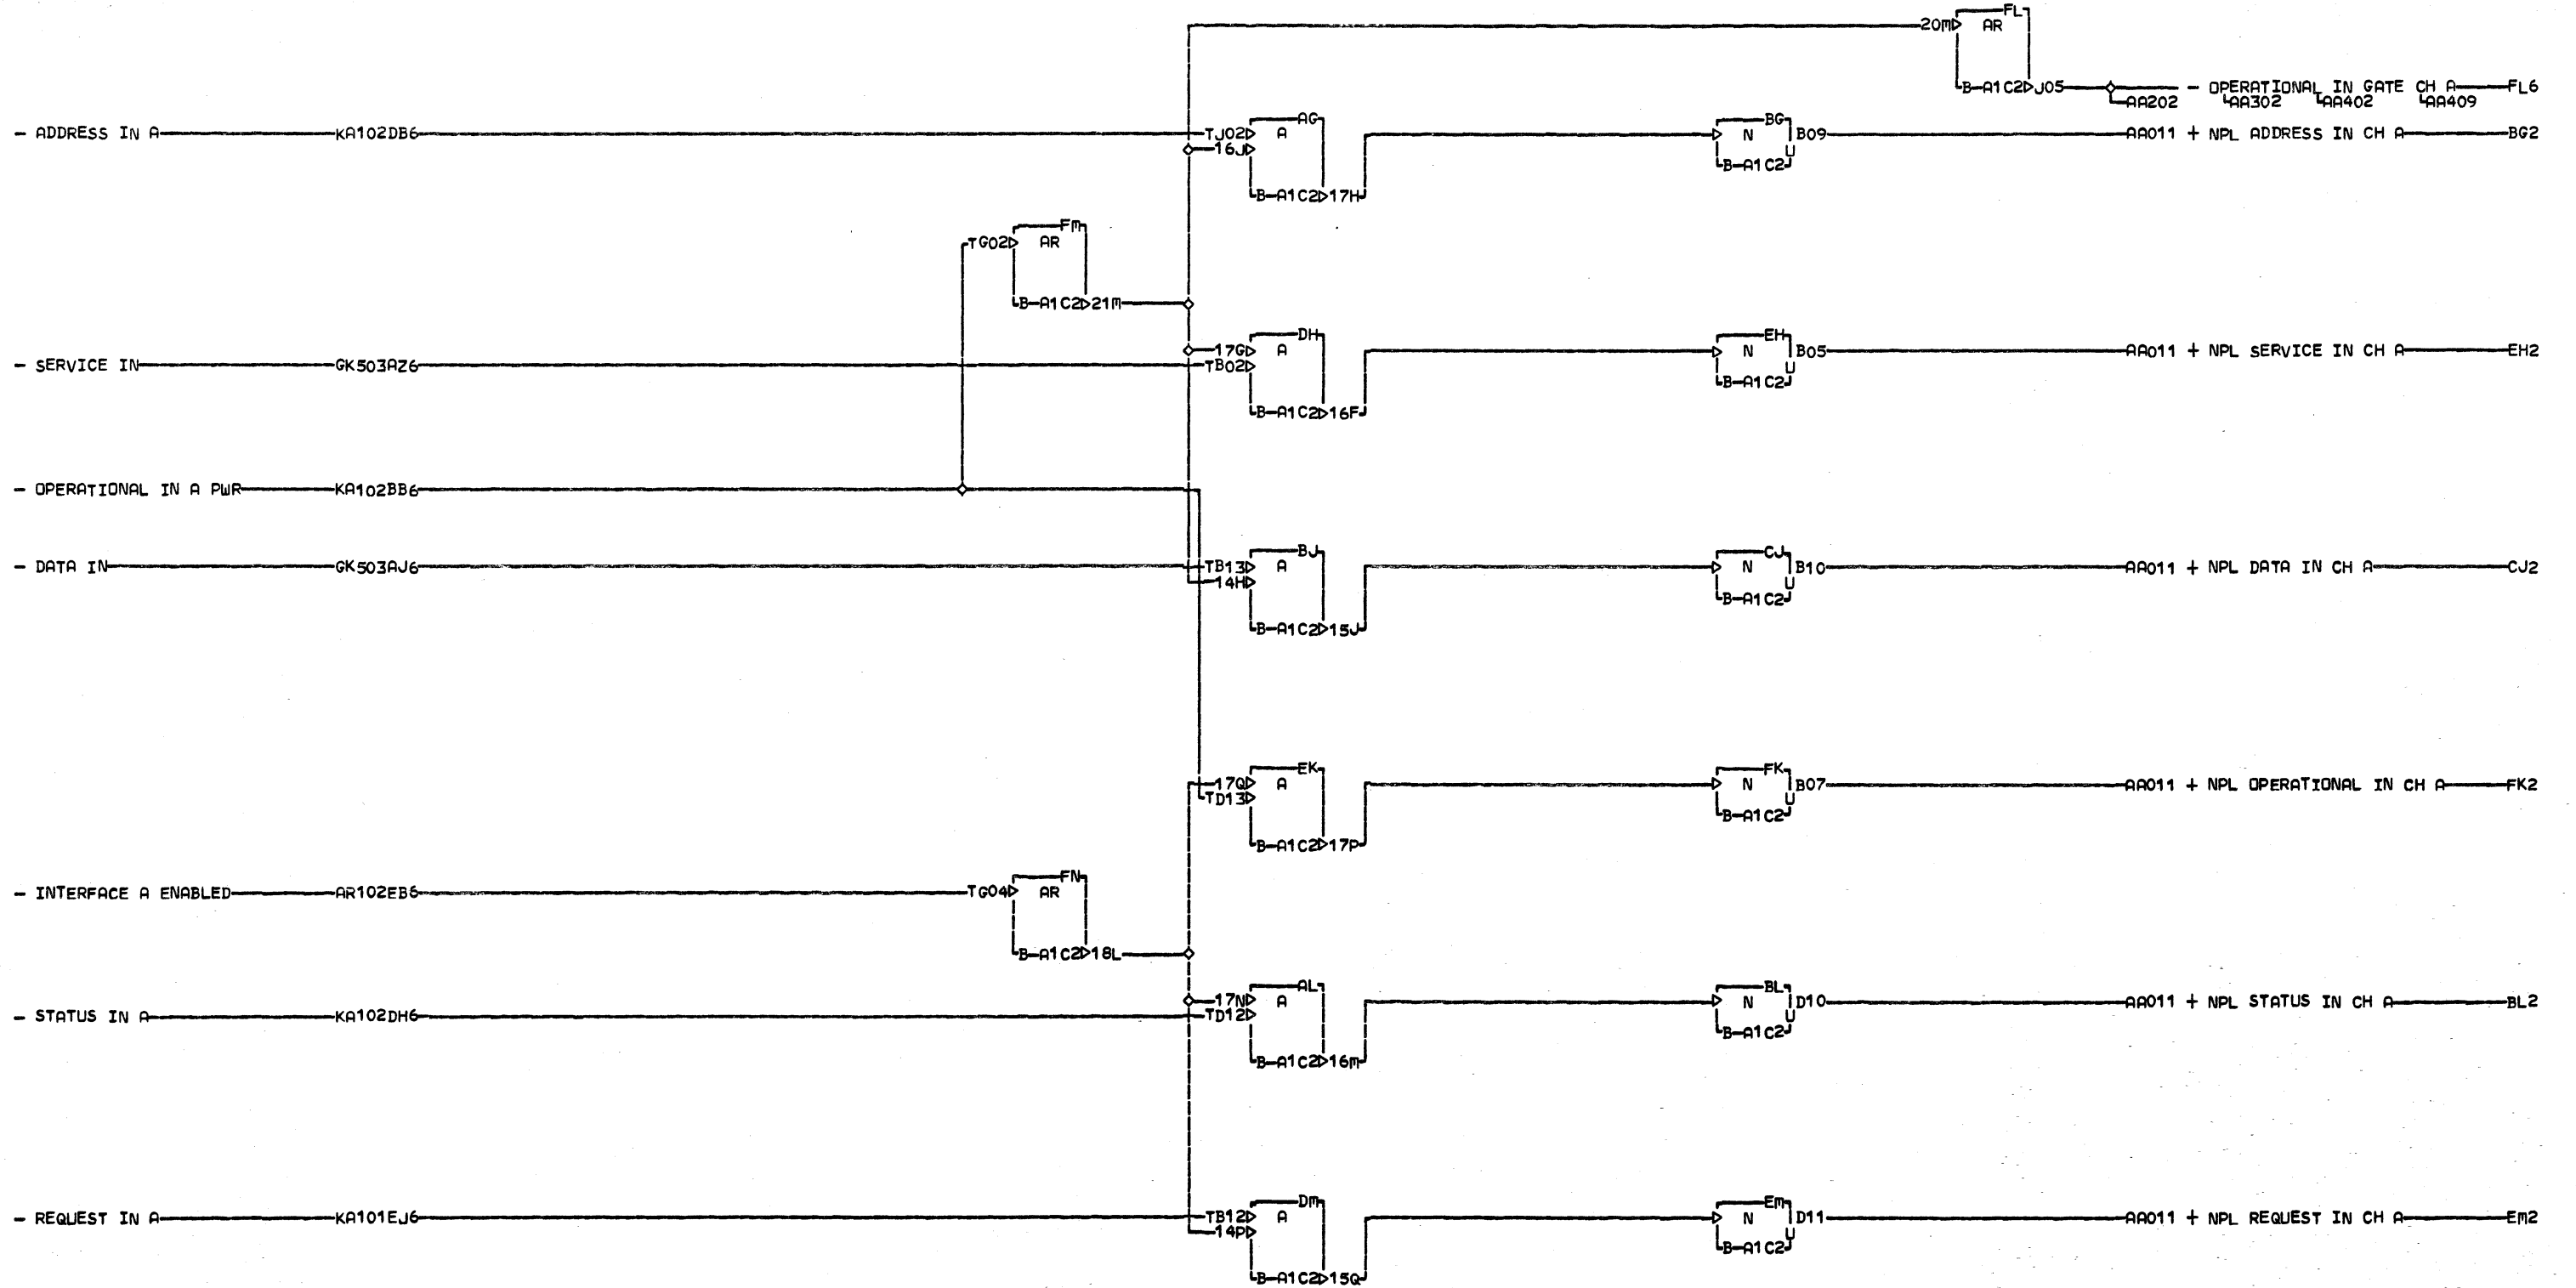 20m AR FL
B-A1C2 J05 - OPERATIONAL IN GATE CH A FL6
AA202 AA302 AA402 AA409
- ADDRESS IN A KA102DB6 TJ02 A AG N BG B09 AA011 + NPL ADDRESS IN CH A BG2
16J U
B-A1C2
B-A1C2 17H
Fm
TG02 AR
B-A1C2 21M
DH EH
17G A N B05 AA011 + NPL SERVICE IN CH A EH2
- SERVICE IN GK503AZ6 TB02 U
B-A1C2
B-A1C2 16F
- OPERATIONAL IN A PWR KA102BB6
BJ CJ
- DATA IN GK503AJ6 TB13 A N B10 AA011 + NPL DATA IN CH A CJ2
14H U
B-A1C2
B-A1C2 15J
EK FK
17Q A N B07 AA011 + NPL OPERATIONAL IN CH A FK2
TD13 U
B-A1C2
B-A1C2 17P
FN
- INTERFACE A ENABLED AR102EB6 TG04 AR
B-A1C2 18L
AL BL
17N A N D10 AA011 + NPL STATUS IN CH A BL2
- STATUS IN A KA102DH6 TD12 U
B-A1C2
B-A1C2 16m
Dm Em
- REQUEST IN A KA101EJ6 TB12 A N D11 AA011 + NPL REQUEST IN CH A Em2
14P U
B-A1C2
B-A1C2 15Q